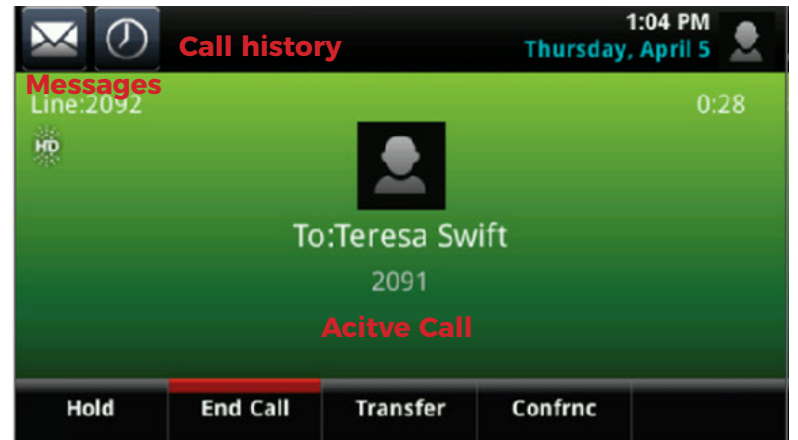 1:04 PM
Call history
Thursday, April 5
Messages
Line:2092
0:28
HD
To:Teresa Swift
2091
Acitve Call
Hold
End Call
Transfer
Confrnc